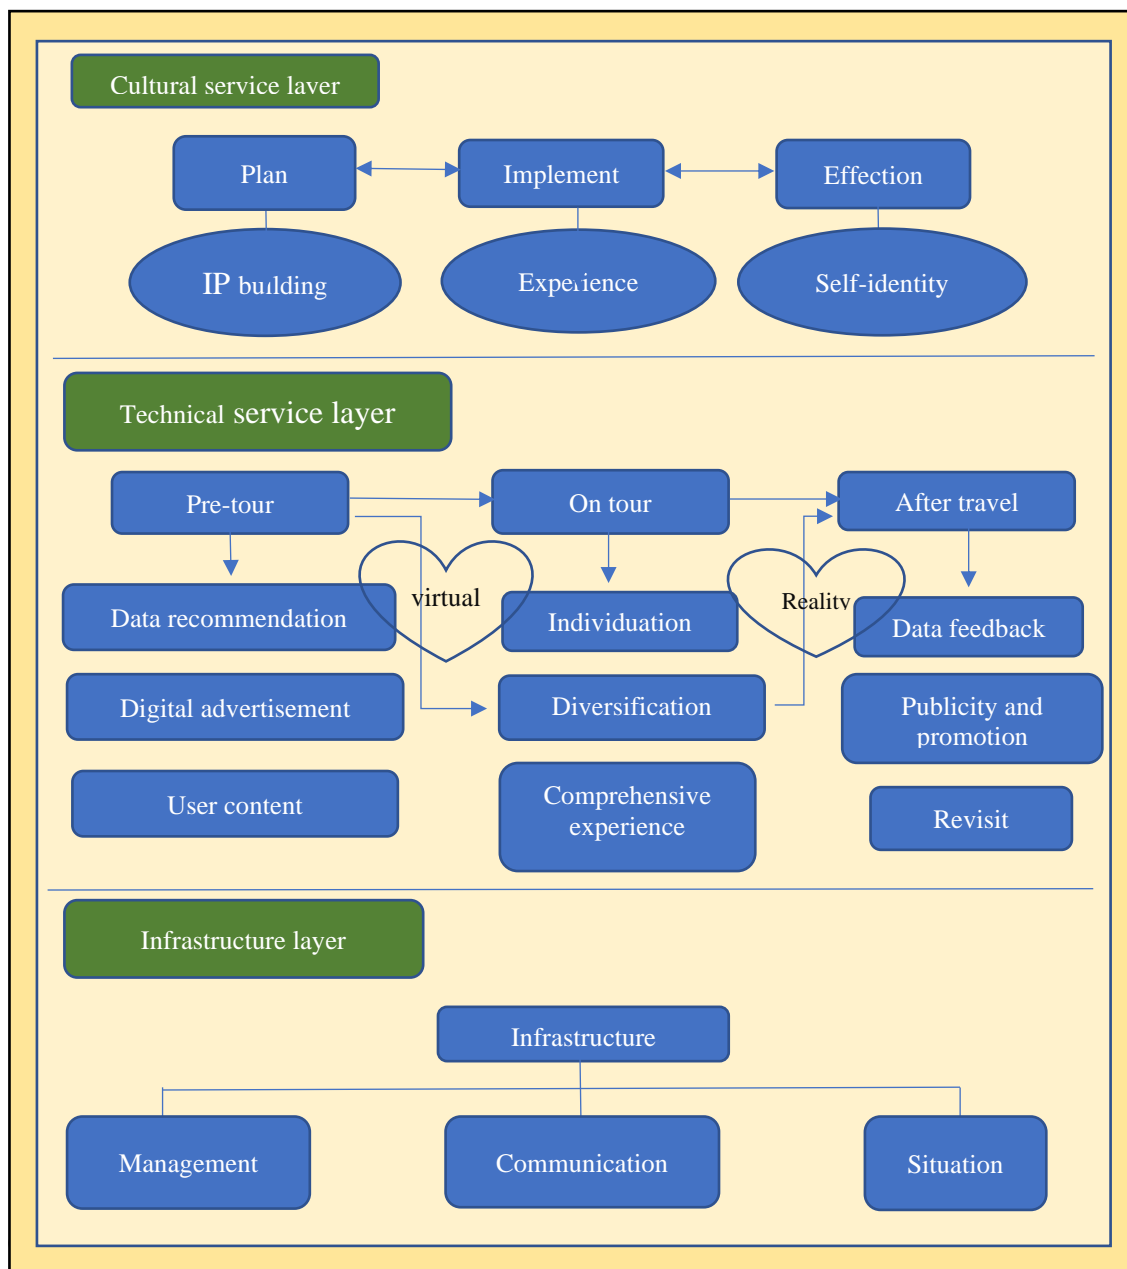 Cultural service layer
Plan
Implement
Effection
IP building
Experience
Self-identity
Technical service layer
Pre-tour
On tour
After travel
virtual
Reality
Data recommendation
Individuation
Data feedback
Digital advertisement
Diversification
Publicity and
promotion
User content
Comprehensive
experience
Revisit
Infrastructure layer
Infrastructure
Management
Communication
Situation